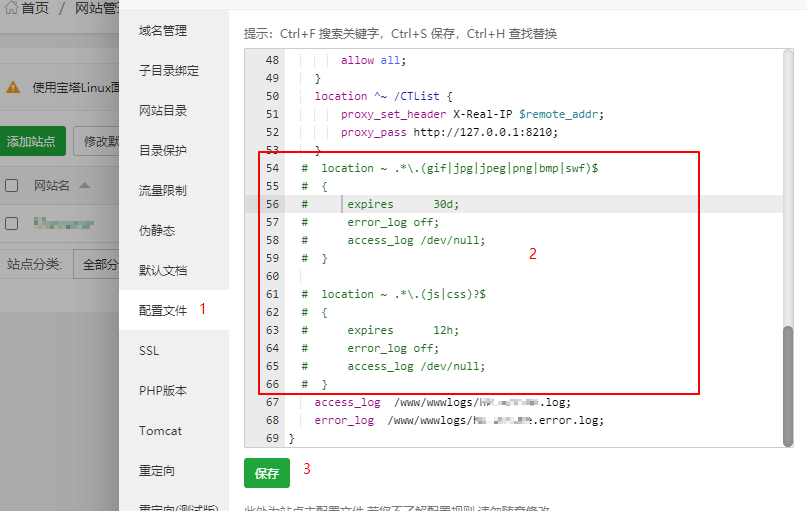 首页 / 网站管
使用宝塔Linux面
添加站点 修改默
网站名
站点分类: 全部分
域名管理
子目录绑定
网站目录
目录保护
流量限制
伪静态
默认文档
配置文件 1
SSL
PHP版本
Tomcat
重定向
重定向(测试版)
提示：Ctrl+F 搜索关键字，Ctrl+S 保存，Ctrl+H 查找替换
48 allow all;
49 }
50 location ^~ /CTList {
51 proxy_set_header X-Real-IP $remote_addr;
52 proxy_pass http://127.0.0.1:8210;
53 }
54 # location ~ .*\.(gif|jpg|jpeg|png|bmp|swf)$
55 # {
56 # expires 30d;
57 # error_log off;
58 # access_log /dev/null;
59 # }
60
61 # location ~ .*\.(js|css)?$
62 # {
63 # expires 12h;
64 # error_log off;
65 # access_log /dev/null;
66 # }
67 access_log /www/wwwlogs/ .log;
68 error_log /www/wwwlogs/ .error.log;
69 }
2
保存 3
此处为站点主配置文件,若您不了解配置规则,请勿随意修改.